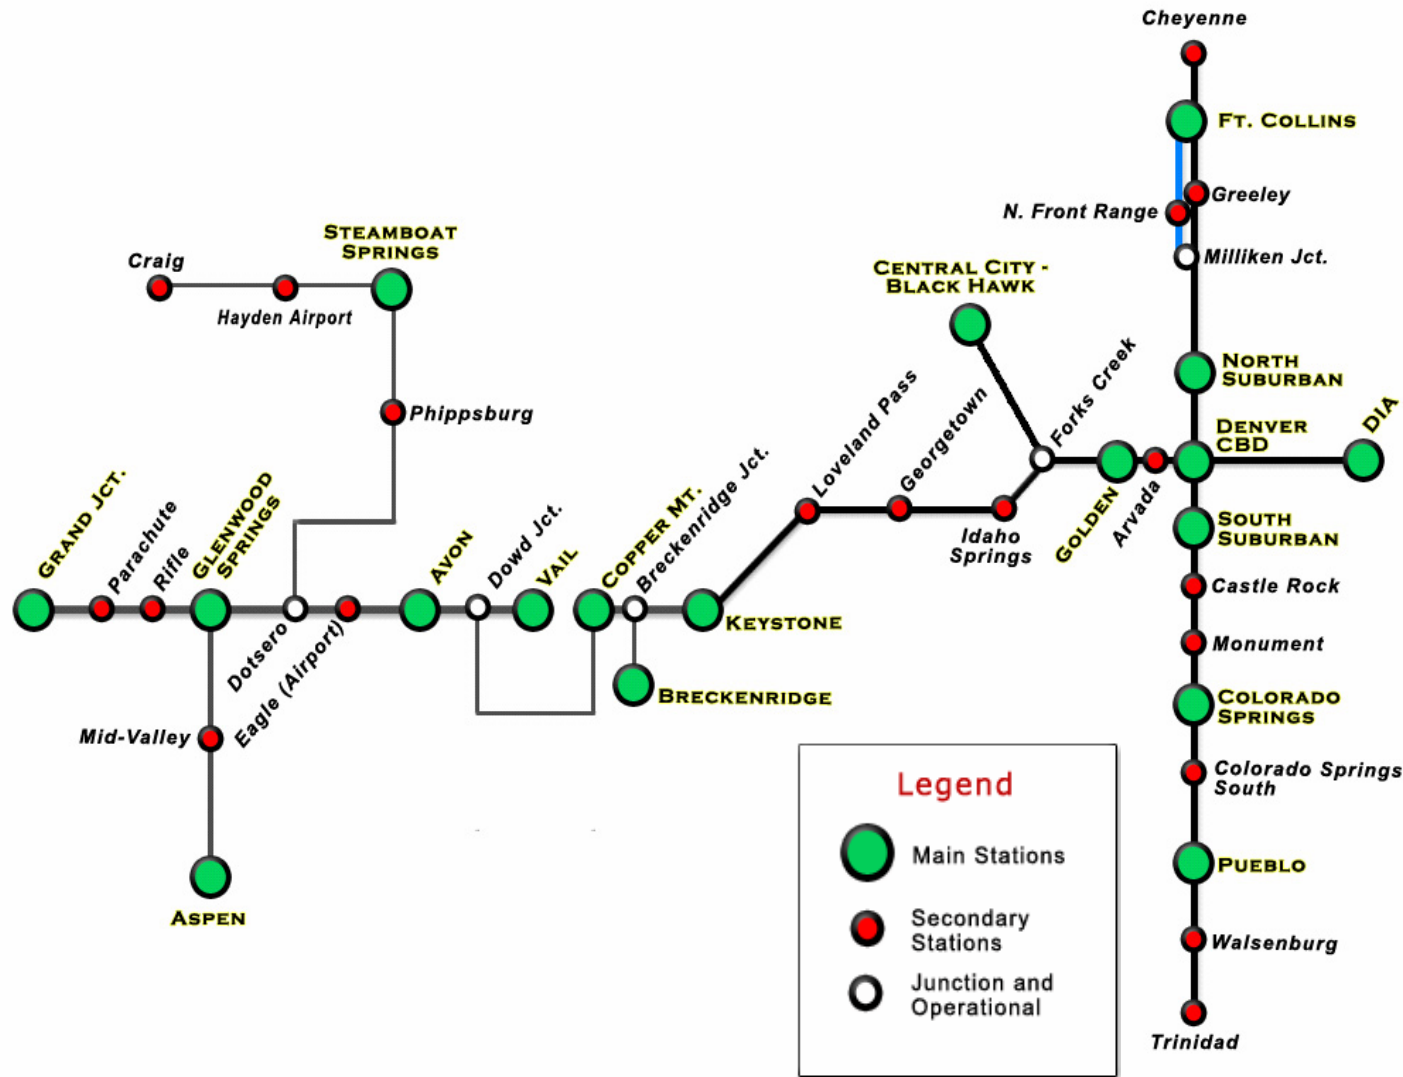 Cheyenne
FT. COLLINS
Greeley
N. Front Range
Milliken Jct.
STEAMBOAT
SPRINGS
Craig
Hayden Airport
CENTRAL CITY -
BLACK HAWK
Phippsburg
NORTH
SUBURBAN
Loveland Pass
Georgetown
Forks Creek
DENVER
CBD
DIA
GOLDEN
Arvada
Idaho
Springs
SOUTH
SUBURBAN
GRAND JCT.
Parachute
Rifle
GLENWOOD
SPRINGS
Dotsero
Eagle (Airport)
AVON
Dowd Jct.
VAIL
COPPER MT.
Breckenridge Jct.
KEYSTONE
Castle Rock
Monument
BRECKENRIDGE
COLORADO
SPRINGS
Mid-Valley
Colorado Springs
South
ASPEN
PUEBLO
Walsenburg
Trinidad
Legend
Main Stations
Secondary
Stations
Junction and
Operational